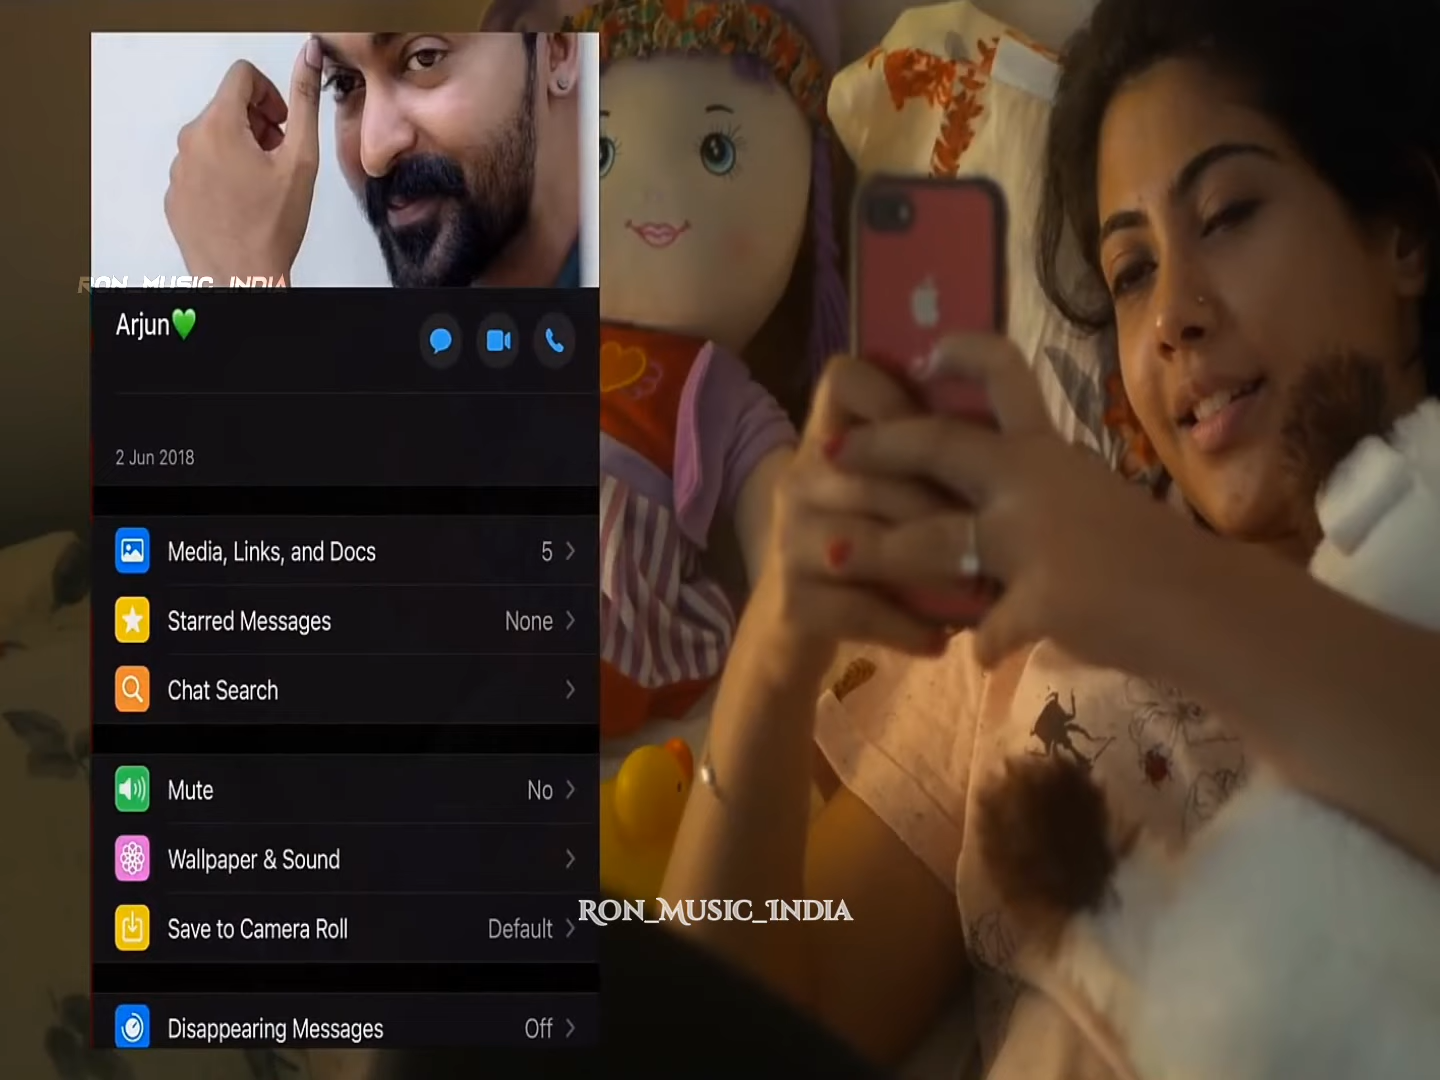 RON_MUSIC_INDIA
Arjun💚
2 Jun 2018
Media, Links, and Docs 5
Starred Messages None
Chat Search
Mute No
Wallpaper & Sound
Save to Camera Roll Default
RON_MUSIC_INDIA
Disappearing Messages Off